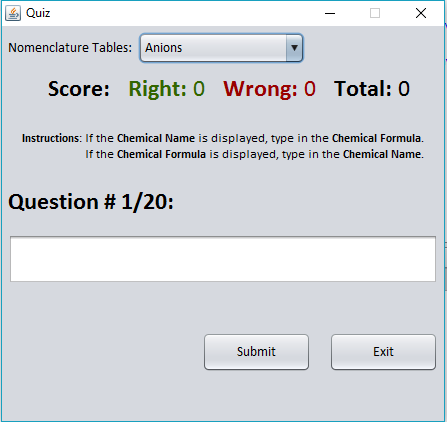 Quiz
Nomenclature Tables: Anions
Score: Right: 0 Wrong: 0 Total: 0
Instructions: If the Chemical Name is displayed, type in the Chemical Formula.
If the Chemical Formula is displayed, type in the Chemical Name.
Question # 1/20:
Submit Exit